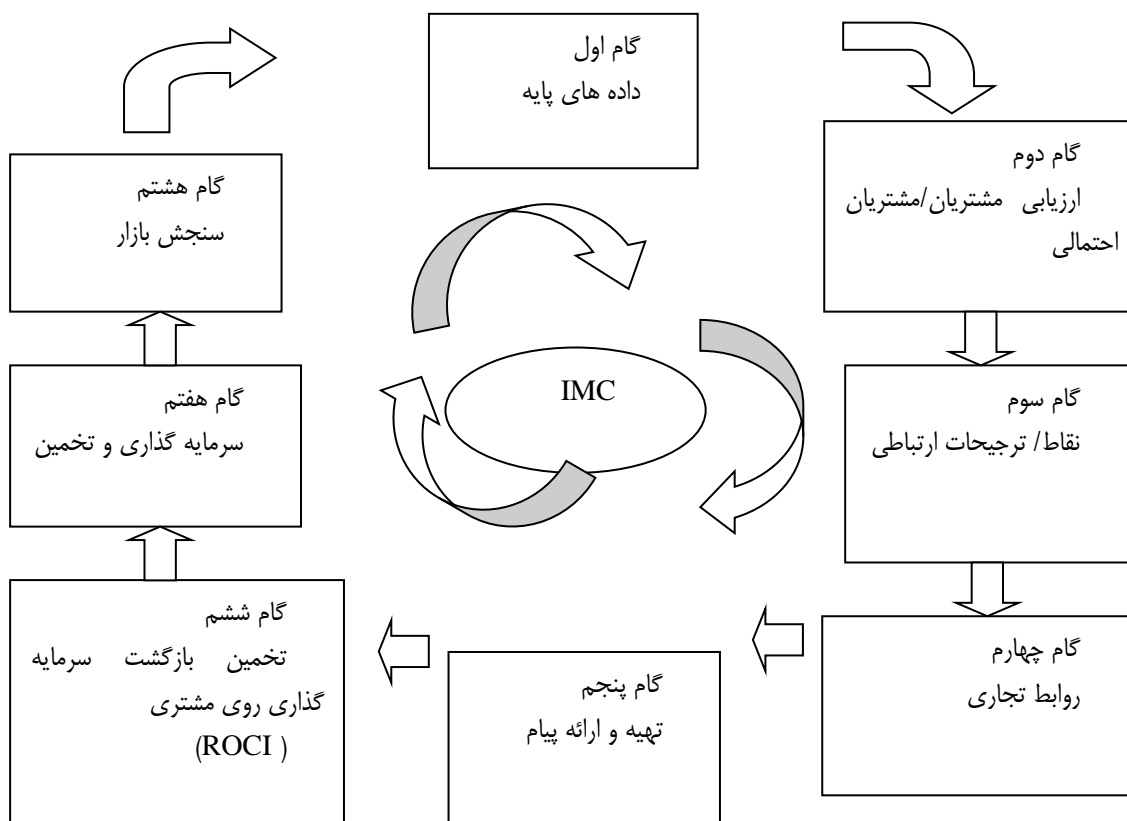 گام اول
داده های پایه
گام دوم
ارزیابی مشتریان/مشتریان
احتمالی
گام سوم
نقاط/ ترجیحات ارتباطی
گام چهارم
روابط تجاری
گام پنجم
تهیه و ارائه پیام
گام ششم
تخمین بازگشت سرمایه
گذاری روی مشتری
(ROCI )
گام هفتم
سرمایه گذاری و تخمین
گام هشتم
سنجش بازار
IMC